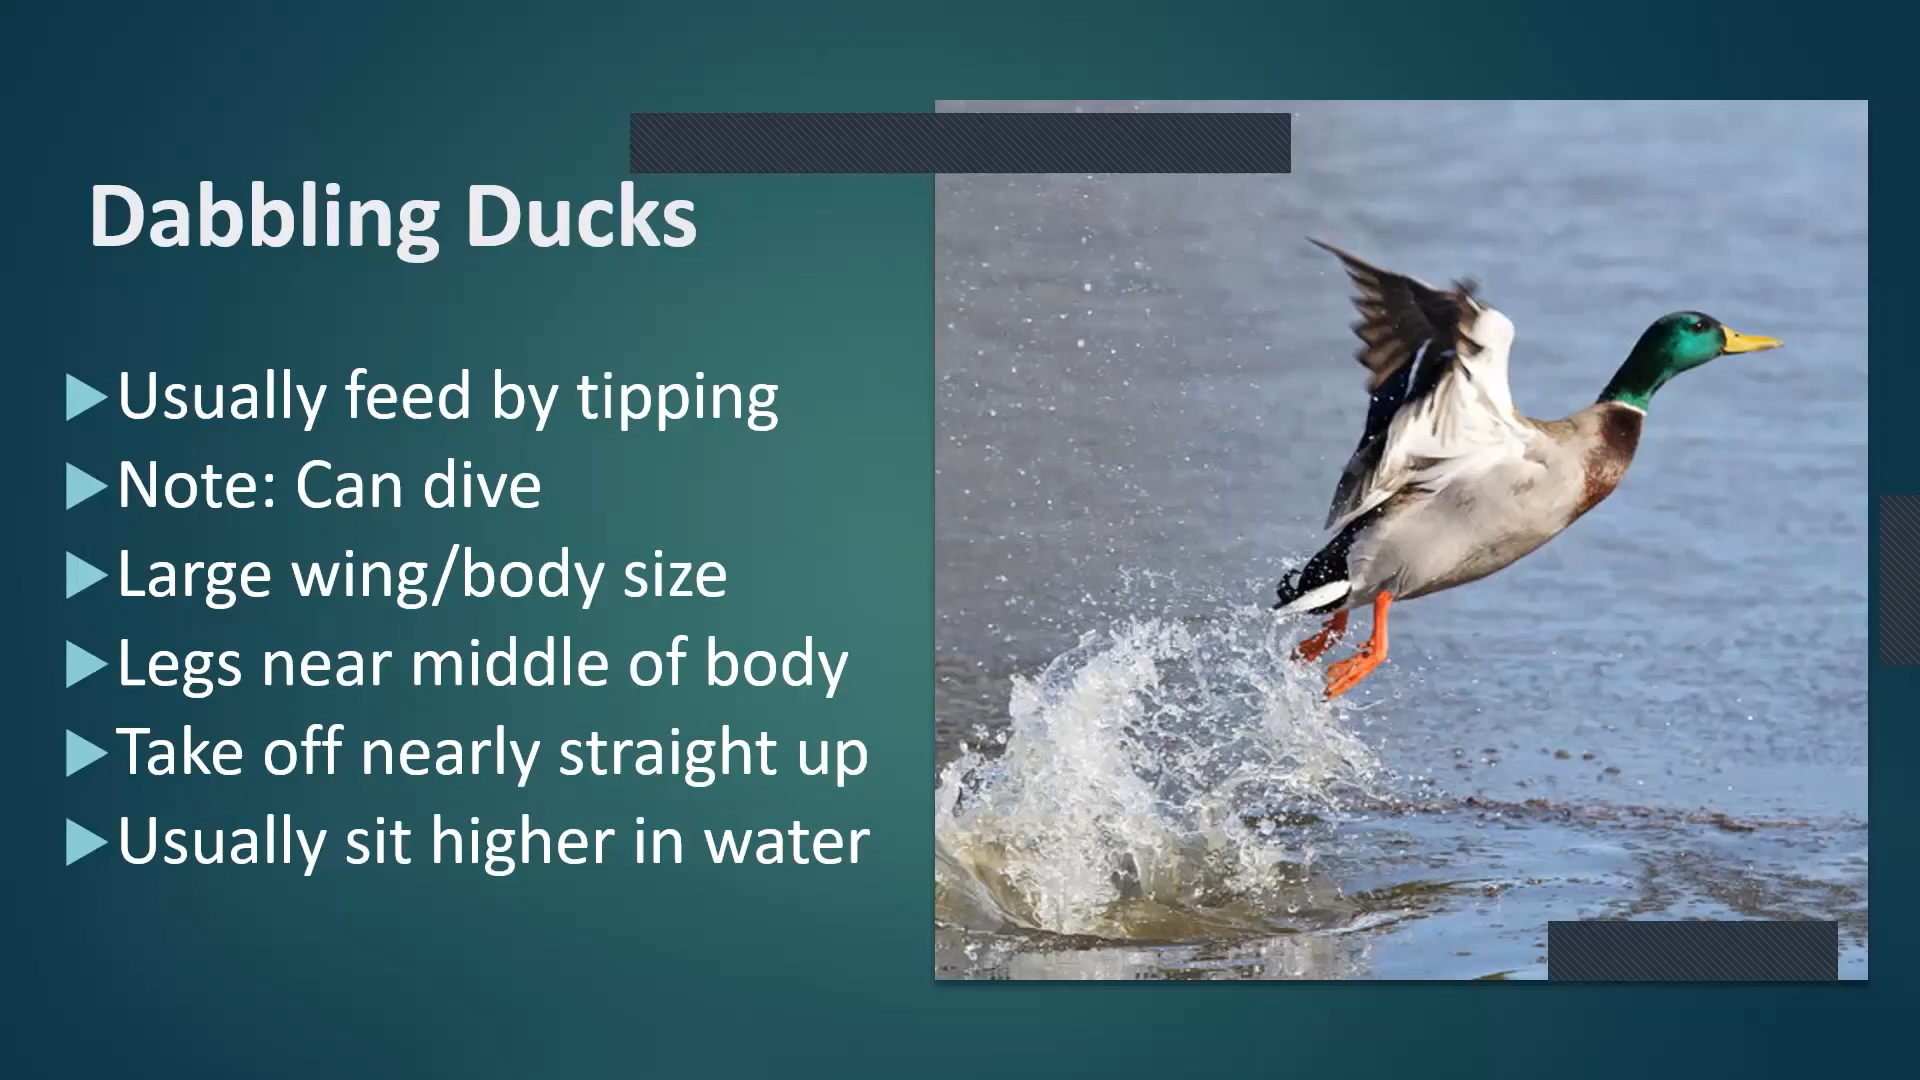 Dabbling Ducks
Usually feed by tipping
Note: Can dive
Large wing/body size
Legs near middle of body
Take off nearly straight up
Usually sit higher in water